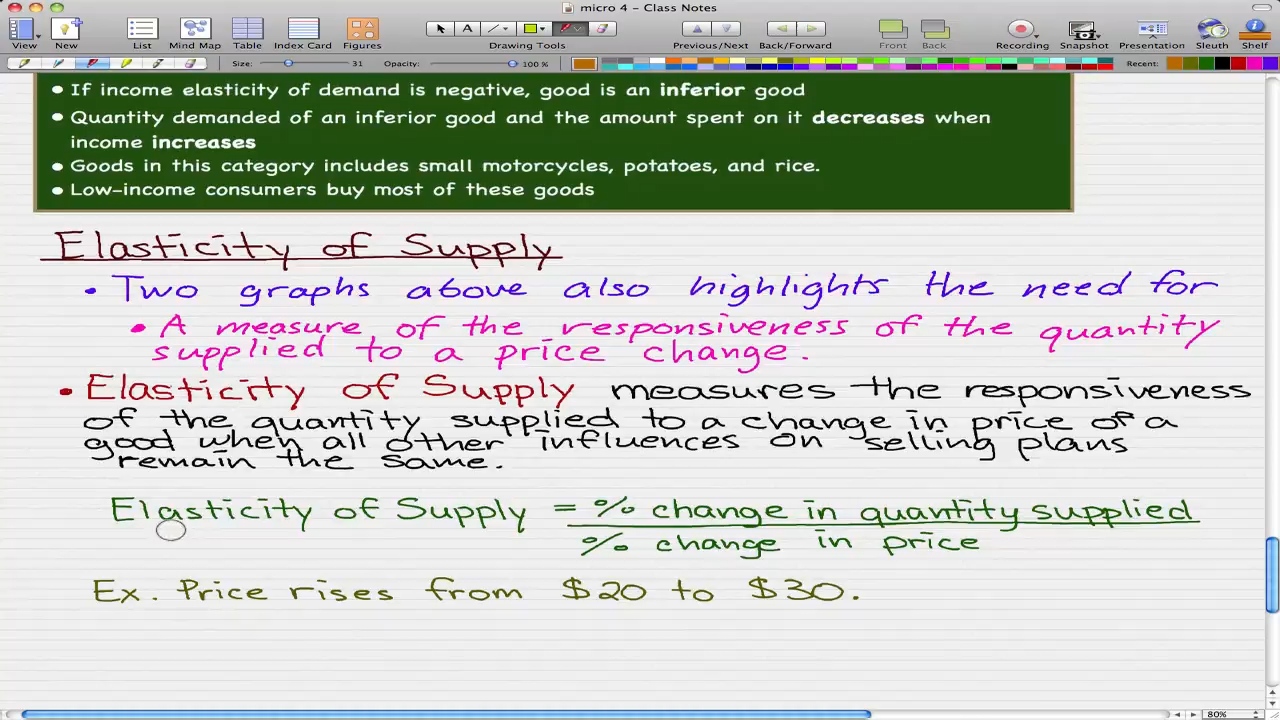 micro 4 - Class Notes
View New List Mind Map Table Index Card Figures Drawing Tools Previous/Next Back/Forward Front Back Recording Snapshot Presentation Sleuth Shelf
Size: 31 Opacity: 100 % Recent:
• If income elasticity of demand is negative, good is an inferior good
• Quantity demanded of an inferior good and the amount spent on it decreases when
income increases
• Goods in this category includes small motorcycles, potatoes, and rice.
• Low-income consumers buy most of these goods
Elasticity of Supply
• Two graphs above also highlights the need for
• A measure of the responsiveness of the quantity
supplied to a price change.
• Elasticity of Supply measures the responsiveness
of the quantity supplied to a change in price of a
good when all other influences on selling plans
remain the same.
Elasticity of Supply = % change in quantity supplied
% change in price
Ex. Price rises from $20 to $30.
80%